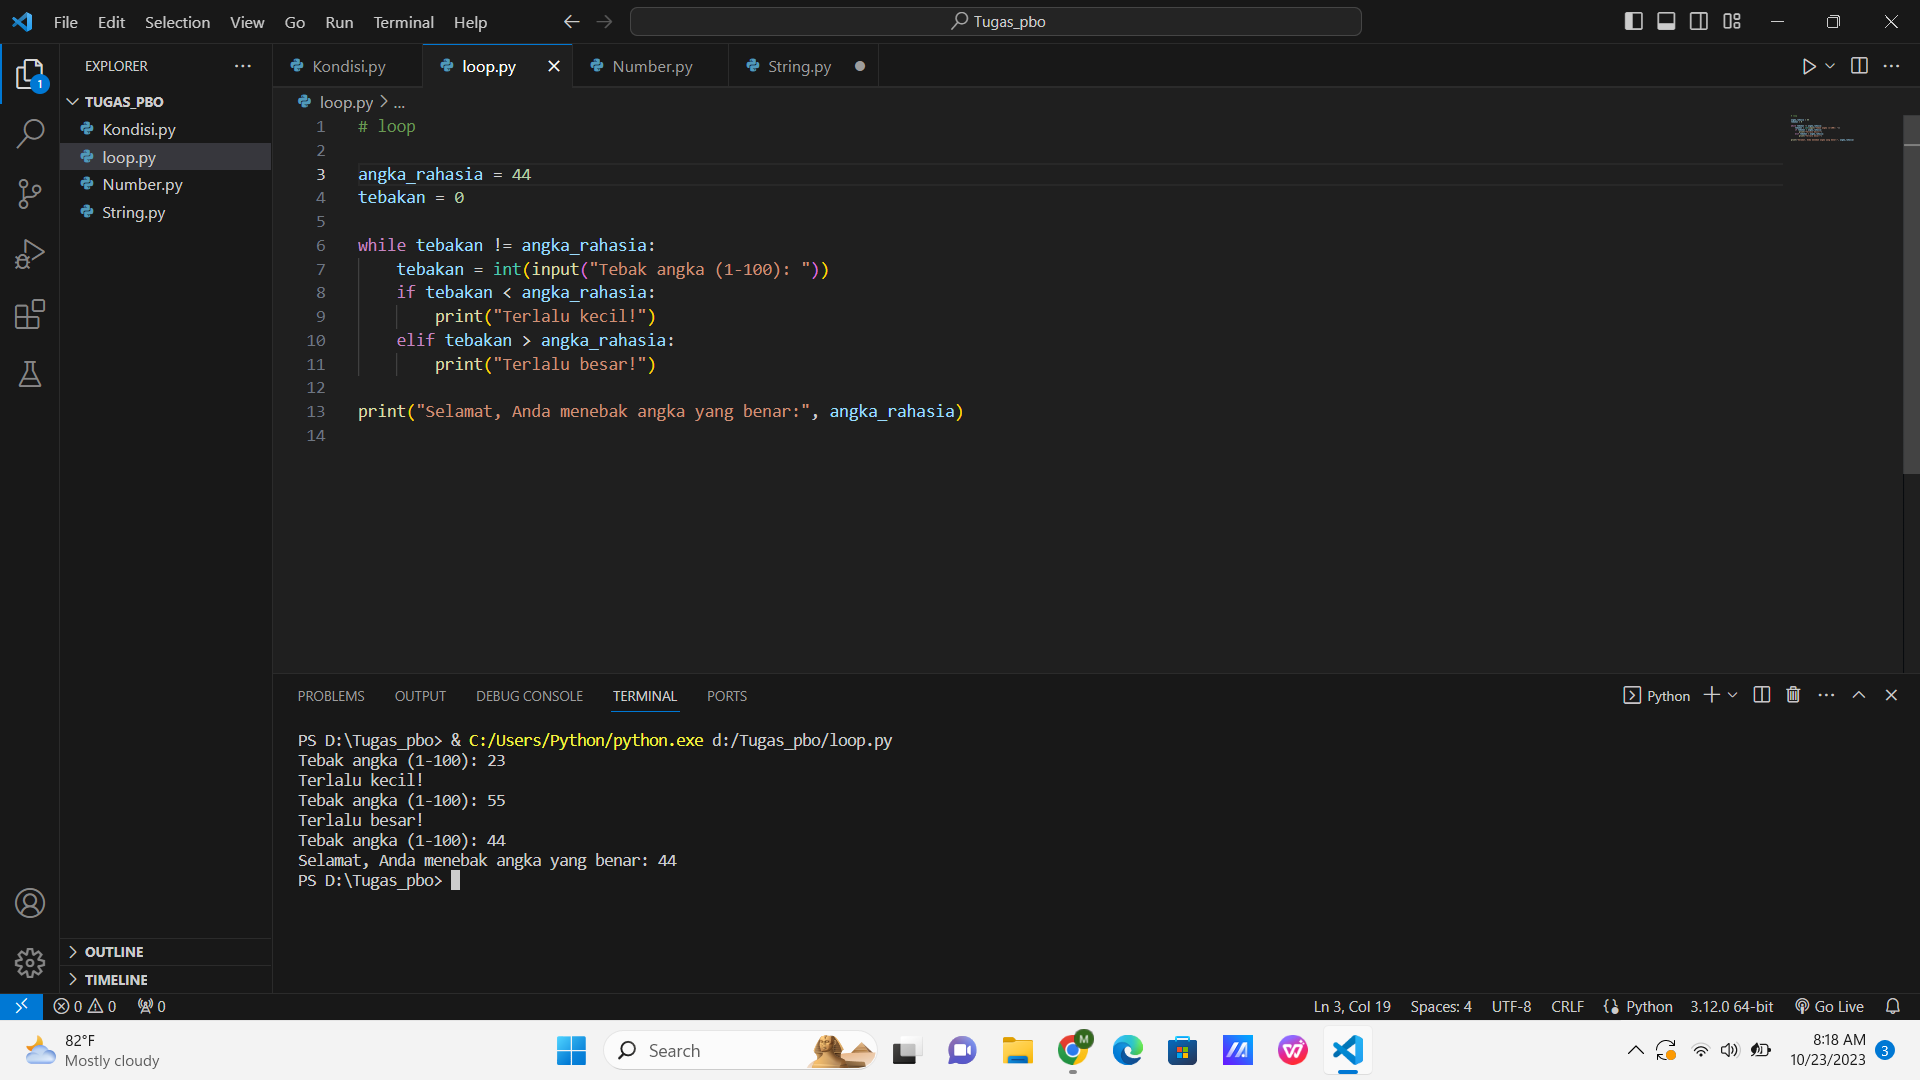 File Edit Selection View Go Run Terminal Help
Tugas_pbo
EXPLORER
1
TUGAS_PBO
Kondisi.py
loop.py
Number.py
String.py
OUTLINE
TIMELINE
Kondisi.py loop.py Number.py String.py
loop.py > ...
1 # loop
2
3 angka_rahasia = 44
4 tebakan = 0
5
6 while tebakan != angka_rahasia:
7     tebakan = int(input("Tebak angka (1-100): "))
8     if tebakan < angka_rahasia:
9         print("Terlalu kecil!")
10     elif tebakan > angka_rahasia:
11         print("Terlalu besar!")
12
13 print("Selamat, Anda menebak angka yang benar:", angka_rahasia)
14
PROBLEMS OUTPUT DEBUG CONSOLE TERMINAL PORTS
Python
PS D:\Tugas_pbo> & C:/Users/Python/python.exe d:/Tugas_pbo/loop.py
Tebak angka (1-100): 23
Terlalu kecil!
Tebak angka (1-100): 55
Terlalu besar!
Tebak angka (1-100): 44
Selamat, Anda menebak angka yang benar: 44
PS D:\Tugas_pbo>
0 0 0
Ln 3, Col 19 Spaces: 4 UTF-8 CRLF Python 3.12.0 64-bit Go Live
82°F
Mostly cloudy
Search
M
8:18 AM
10/23/2023
3